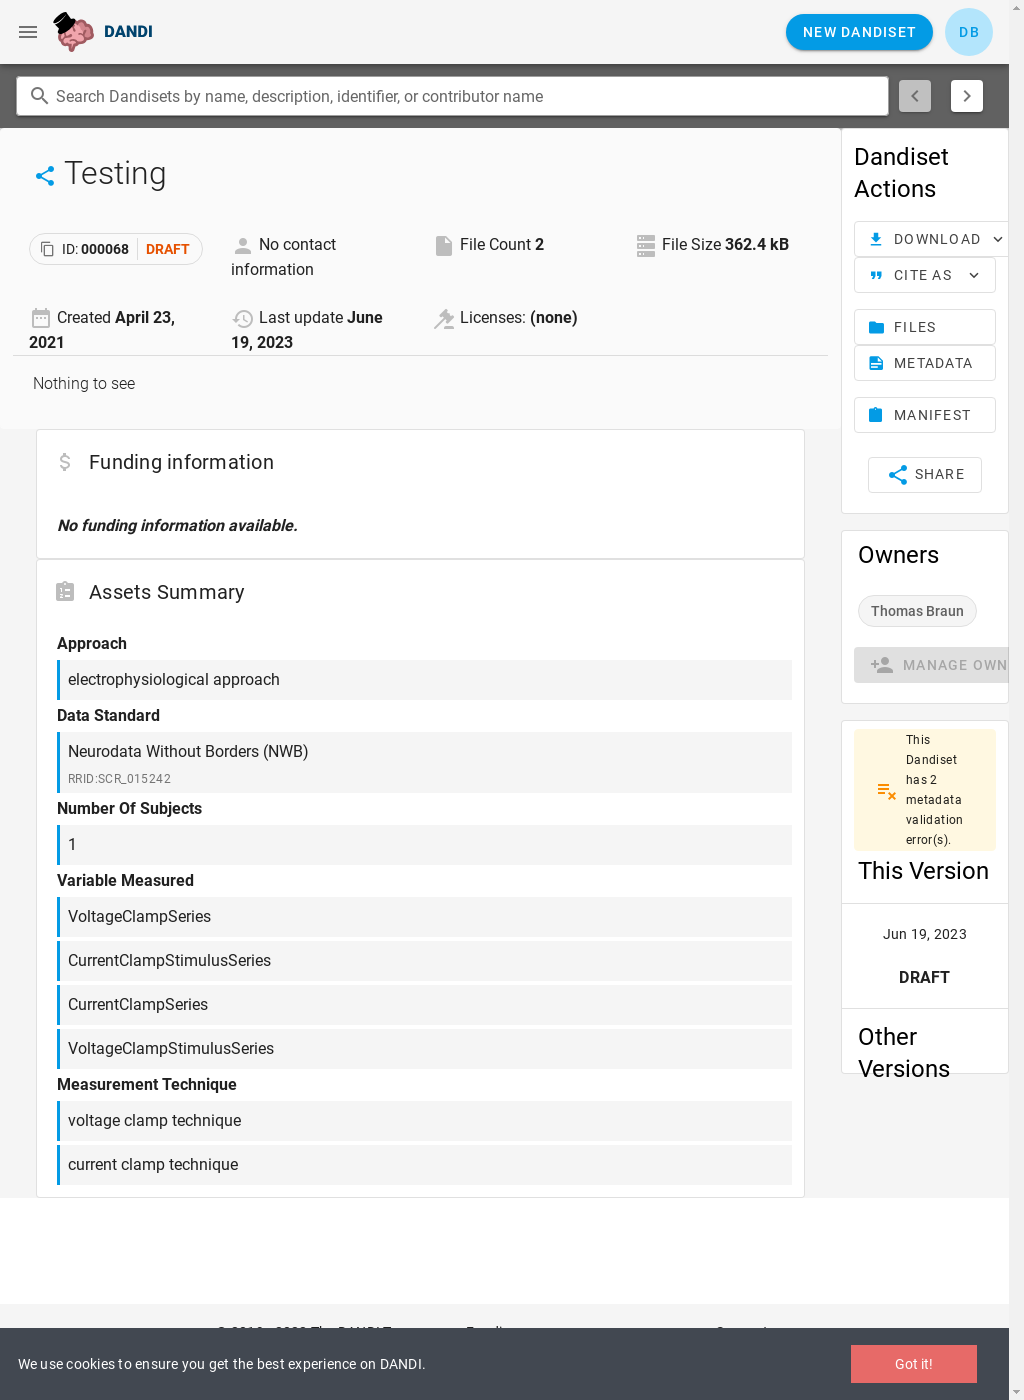 DANDI
NEW DANDISET
DB
Search Dandisets by name, description, identifier, or contributor name
Testing
ID: 000068 DRAFT
No contact
information
File Count 2
File Size 362.4 kB
Created April 23,
2021
Last update June
19, 2023
Licenses: (none)
Nothing to see
Funding information
No funding information available.
Assets Summary
Approach
electrophysiological approach
Data Standard
Neurodata Without Borders (NWB)
RRID:SCR_015242
Number Of Subjects
1
Variable Measured
VoltageClampSeries
CurrentClampStimulusSeries
CurrentClampSeries
VoltageClampStimulusSeries
Measurement Technique
voltage clamp technique
current clamp technique
Dandiset
Actions
DOWNLOAD
CITE AS
FILES
METADATA
MANIFEST
SHARE
Owners
Thomas Braun
MANAGE OWN
This
Dandiset
has 2
metadata
validation
error(s).
This Version
Jun 19, 2023
DRAFT
Other
Versions
We use cookies to ensure you get the best experience on DANDI.
Got it!